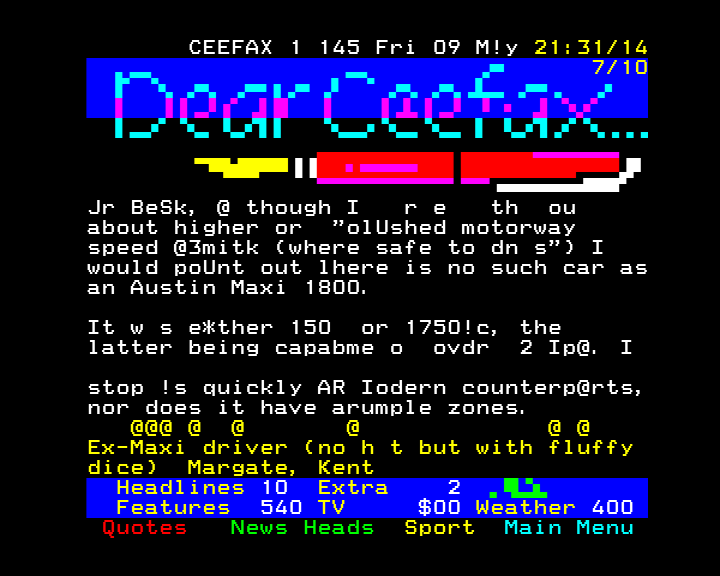 CEEFAX 1 145 Fri 09 M!y 21:31/14
7/10
Dear Ceefax...
Jr BeSk, @ though I   r e   th  ou
about higher or  "olUshed motorway
speed @3mitk (where safe to dn s") I
would poUnt out lhere is no such car as
an Austin Maxi 1800.
It w s e*ther 150  or 1750!c, the
latter being capabme o  ovdr  2 Ip@. I
stop !s quickly AR Iodern counterp@rts,
nor does it have arumple zones.
@@@ @  @       @             @ @
Ex-Maxi driver (no h t but with fluffy
dice)  Margate, Kent
Headlines 10  Extra    2
Features  540 TV     $00 Weather 400
Quotes   News Heads  Sport  Main Menu